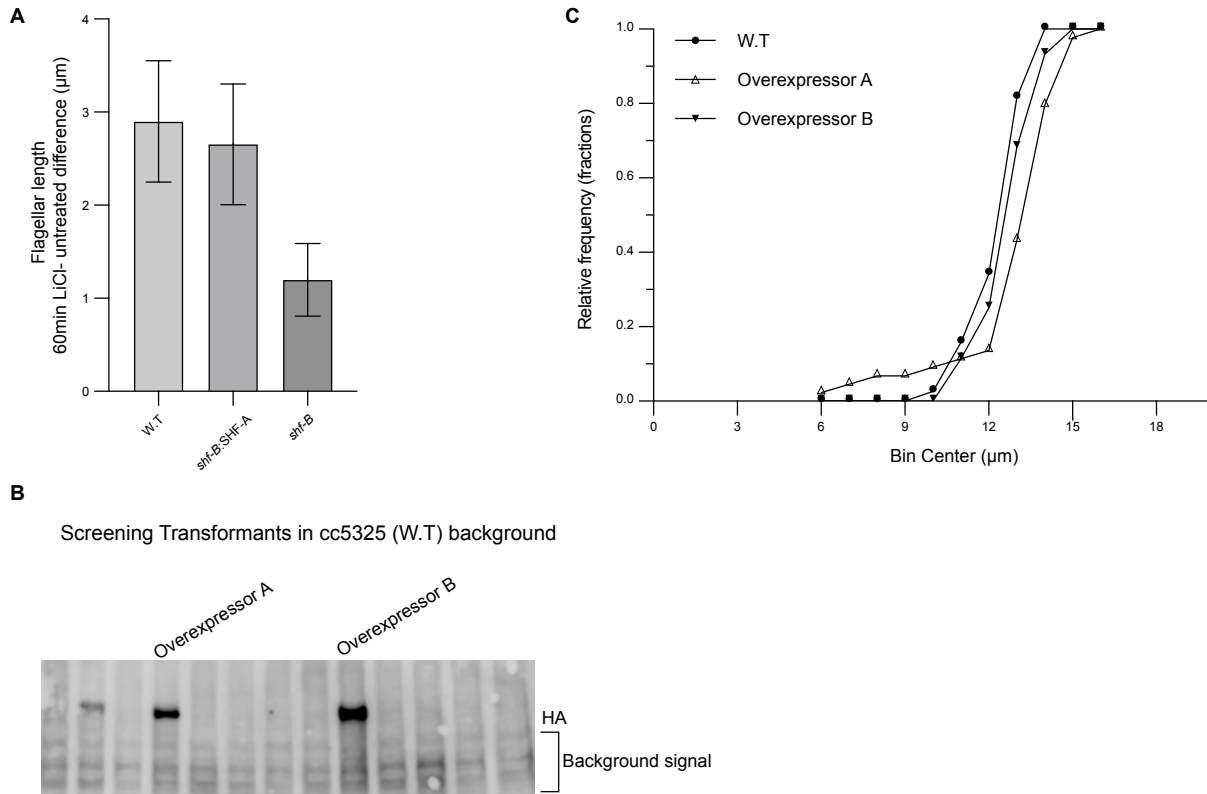 A
Flagellar length
60min LiCl- untreated difference (µm)
4
3
2
1
0
W.T
shf-B:SHF-A
shf-B
B
Screening Transformants in cc5325 (W.T) background
Overexpressor A
Overexpressor B
HA
Background signal
C
W.T
Overexpressor A
Overexpressor B
Relative frequency (fractions)
1.0
0.8
0.6
0.4
0.2
0.0
0
3
6
9
12
15
18
Bin Center (µm)